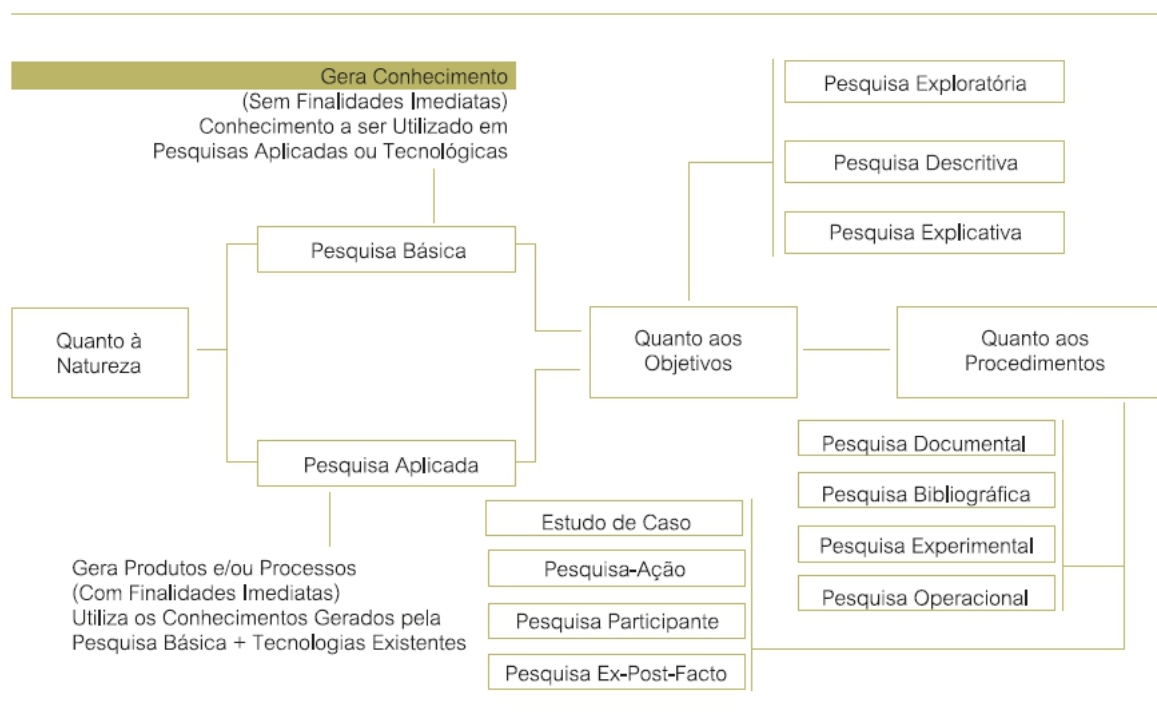 Gera Conhecimento
(Sem Finalidades Imediatas)
Conhecimento a ser Utilizado em
Pesquisas Aplicadas ou Tecnológicas
Pesquisa Exploratória
Pesquisa Descritiva
Pesquisa Explicativa
Pesquisa Básica
Quanto à
Natureza
Quanto aos
Objetivos
Quanto aos
Procedimentos
Pesquisa Aplicada
Gera Produtos e/ou Processos
(Com Finalidades Imediatas)
Utiliza os Conhecimentos Gerados pela
Pesquisa Básica + Tecnologias Existentes
Pesquisa Documental
Pesquisa Bibliográfica
Pesquisa Experimental
Pesquisa Operacional
Estudo de Caso
Pesquisa-Ação
Pesquisa Participante
Pesquisa Ex-Post-Facto